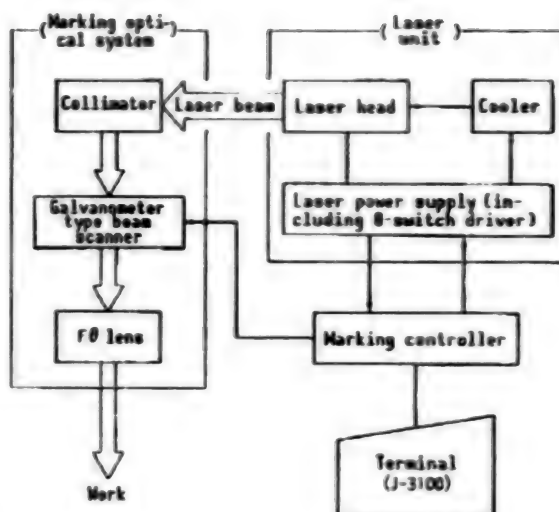 Marking opti-
cal system
(Laser
unit)
Collimator
Laser beam
Laser head
Cooler
Galvanometer
type beam
scanner
Laser power supply (in-
cluding Q-switch driver)
Fθ lens
Marking controller
Work
Terminal
(J-3100)